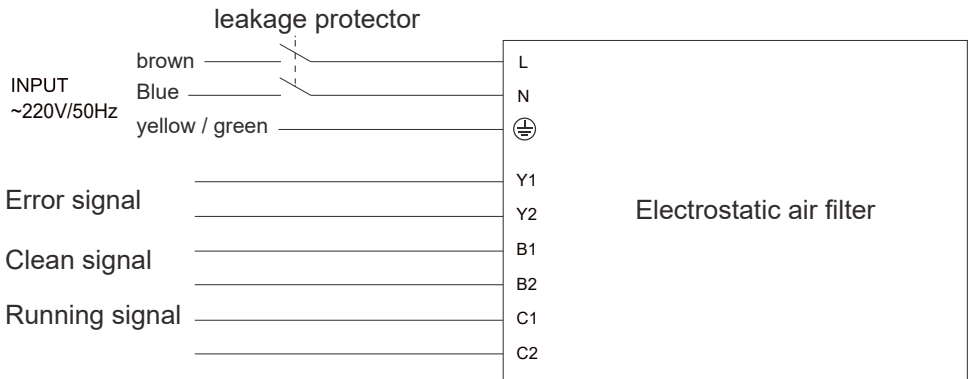 leakage protector
brown
L
INPUT
~220V/50Hz
Blue
N
yellow / green
Error signal
Y1
Y2
Electrostatic air filter
Clean signal
B1
B2
Running signal
C1
C2